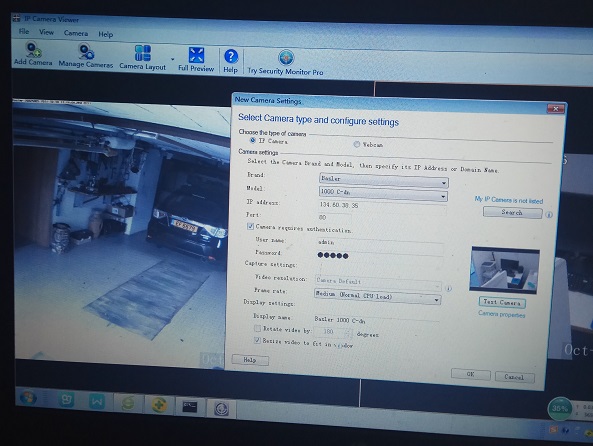 IP Camera Viewer
File View Camera Help
Add Camera Manage Cameras Camera Layout Full Preview Help Try Security Monitor Pro
New Camera Settings
Select Camera type and configure settings
Choose the type of camera
IP Camera Webcam
Camera settings
Select the Camera Brand and Model, then specify its IP Address or Domain Name.
Brand: Basler
Model: 1000 C-dn
My IP Camera is not listed
IP address 134.60.38.35
Search
Port: 80
Camera requires authentication.
User name admin
Password
Capture settings:
Video resolution: Camera Default
Frame rate: Medium (Normal CPU load)
Test Camera
Camera properties
Display settings:
Display name: Basler 1000 C-dn
Rotate video by 180 degrees
Resize video to fit in window
Help
OK Cancel
Oct-
35%